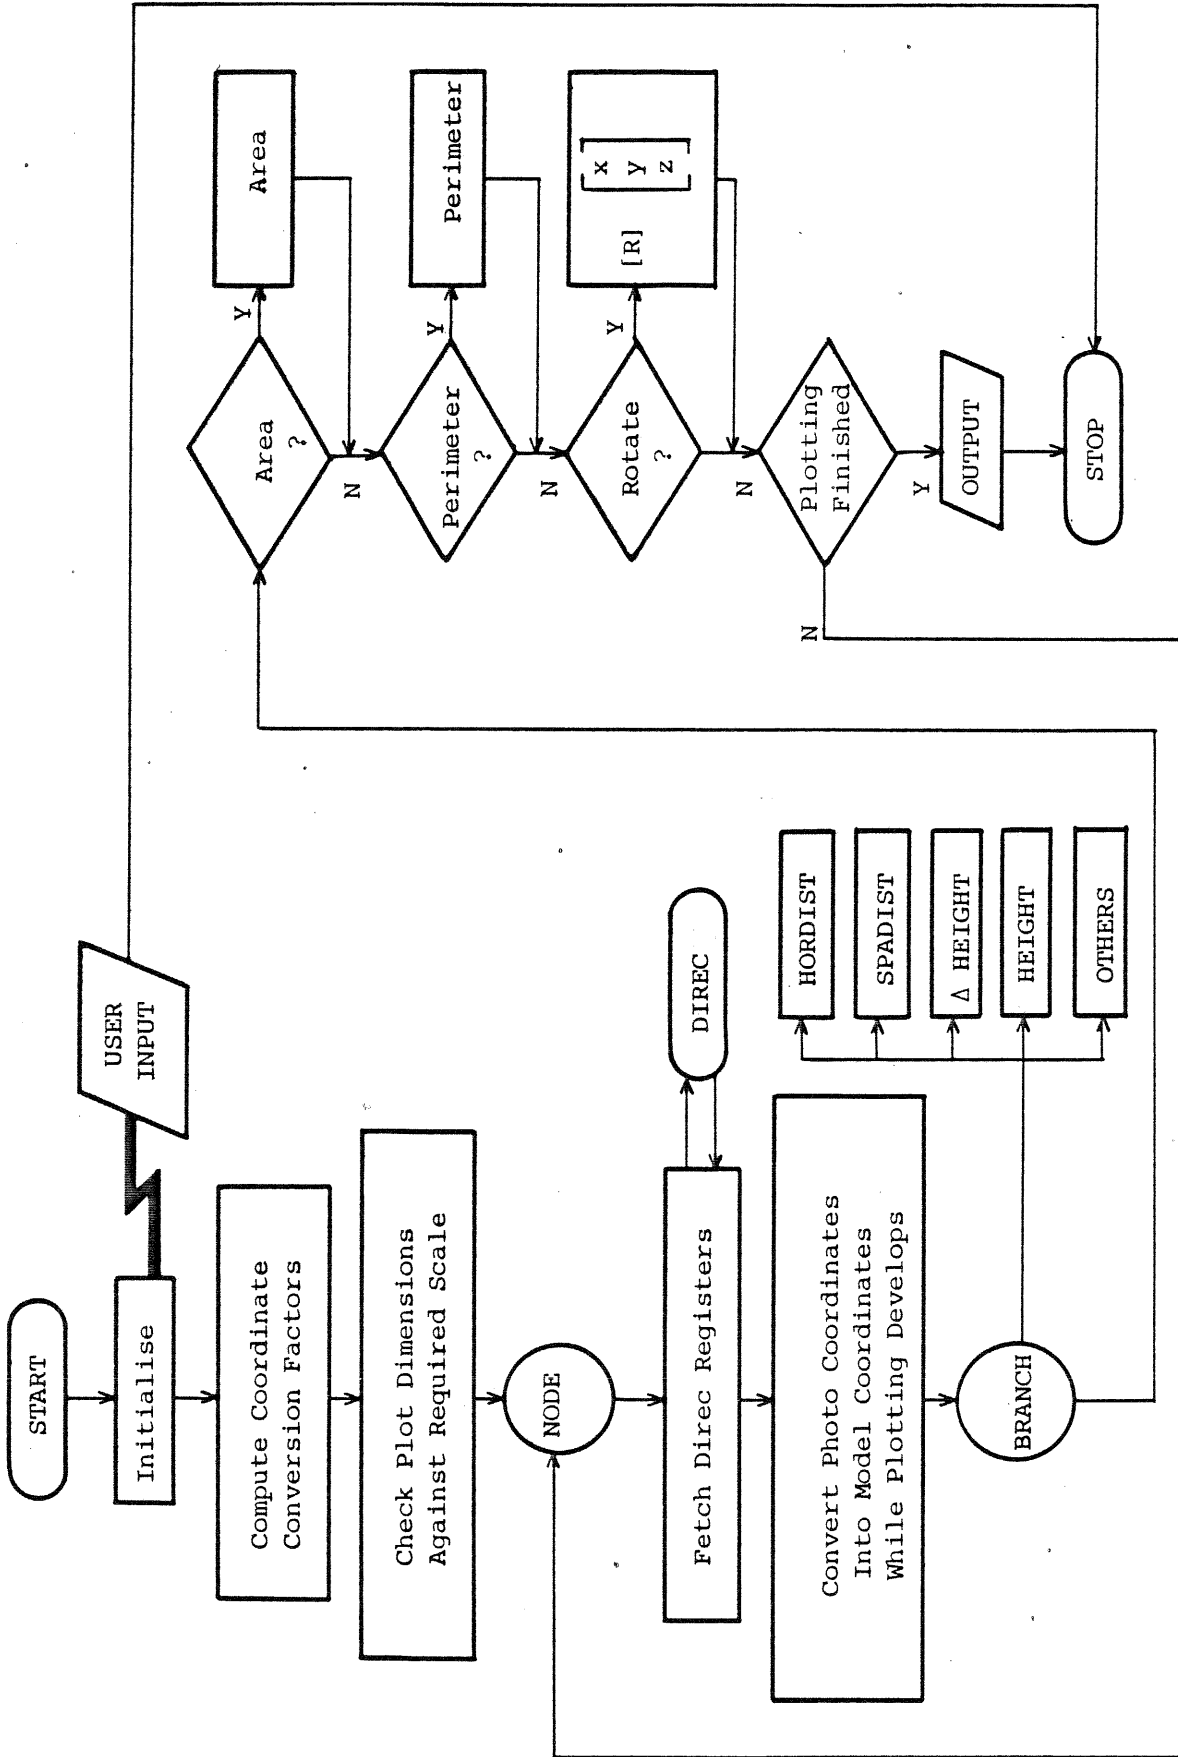 START
Initialise
USER
INPUT
Compute Coordinate
Conversion Factors
Check Plot Dimensions
Against Required Scale
NODE
Fetch Direc Registers
DIREC
Convert Photo Coordinates
Into Model Coordinates
While Plotting Develops
BRANCH
HORDIST
SPADIST
Δ HEIGHT
HEIGHT
OTHERS
Area
?
Y
Area
N
Perimeter
?
Y
Perimeter
N
Rotate
?
Y
[R]
x
y
z
N
Plotting
Finished
N
Y
OUTPUT
STOP